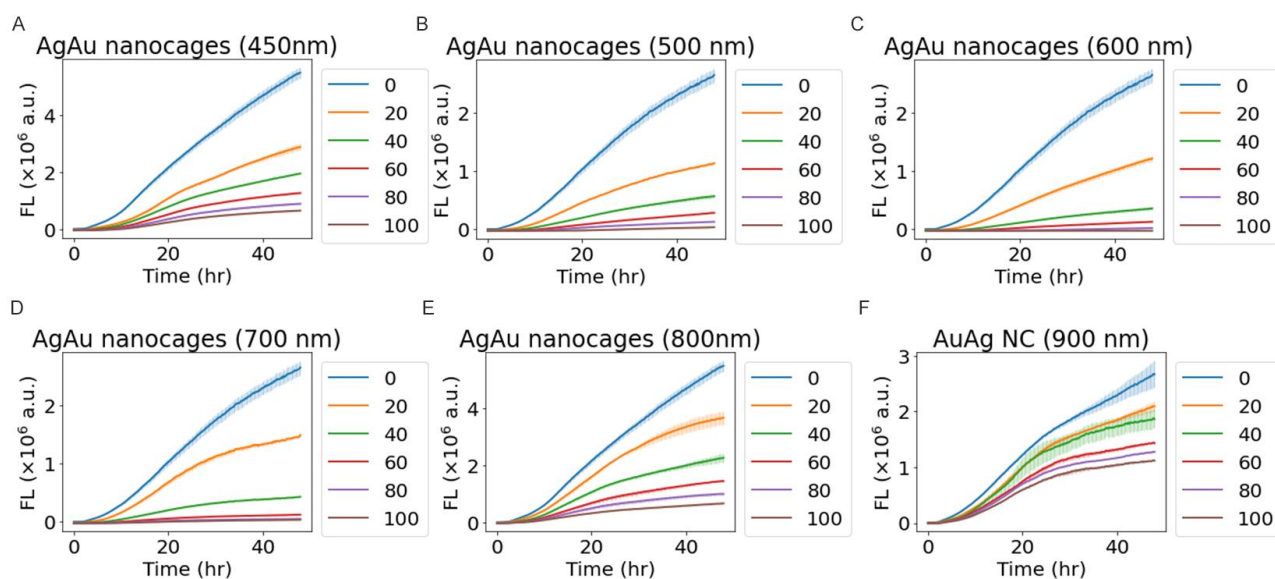 A
AgAu nanocages (450nm)
FL (×10⁶ a.u.)
4
2
0
0 20 40
Time (hr)
0
20
40
60
80
100
B
AgAu nanocages (500 nm)
FL (×10⁶ a.u.)
2
1
0
0 20 40
Time (hr)
0
20
40
60
80
100
C
AgAu nanocages (600 nm)
FL (×10⁶ a.u.)
2
1
0
0 20 40
Time (hr)
0
20
40
60
80
100
D
AgAu nanocages (700 nm)
FL (×10⁶ a.u.)
2
1
0
0 20 40
Time (hr)
0
20
40
60
80
100
E
AgAu nanocages (800nm)
FL (×10⁶ a.u.)
4
2
0
0 20 40
Time (hr)
0
20
40
60
80
100
F
AuAg NC (900 nm)
FL (×10⁶ a.u.)
3
2
1
0
0 20 40
Time (hr)
0
20
40
60
80
100